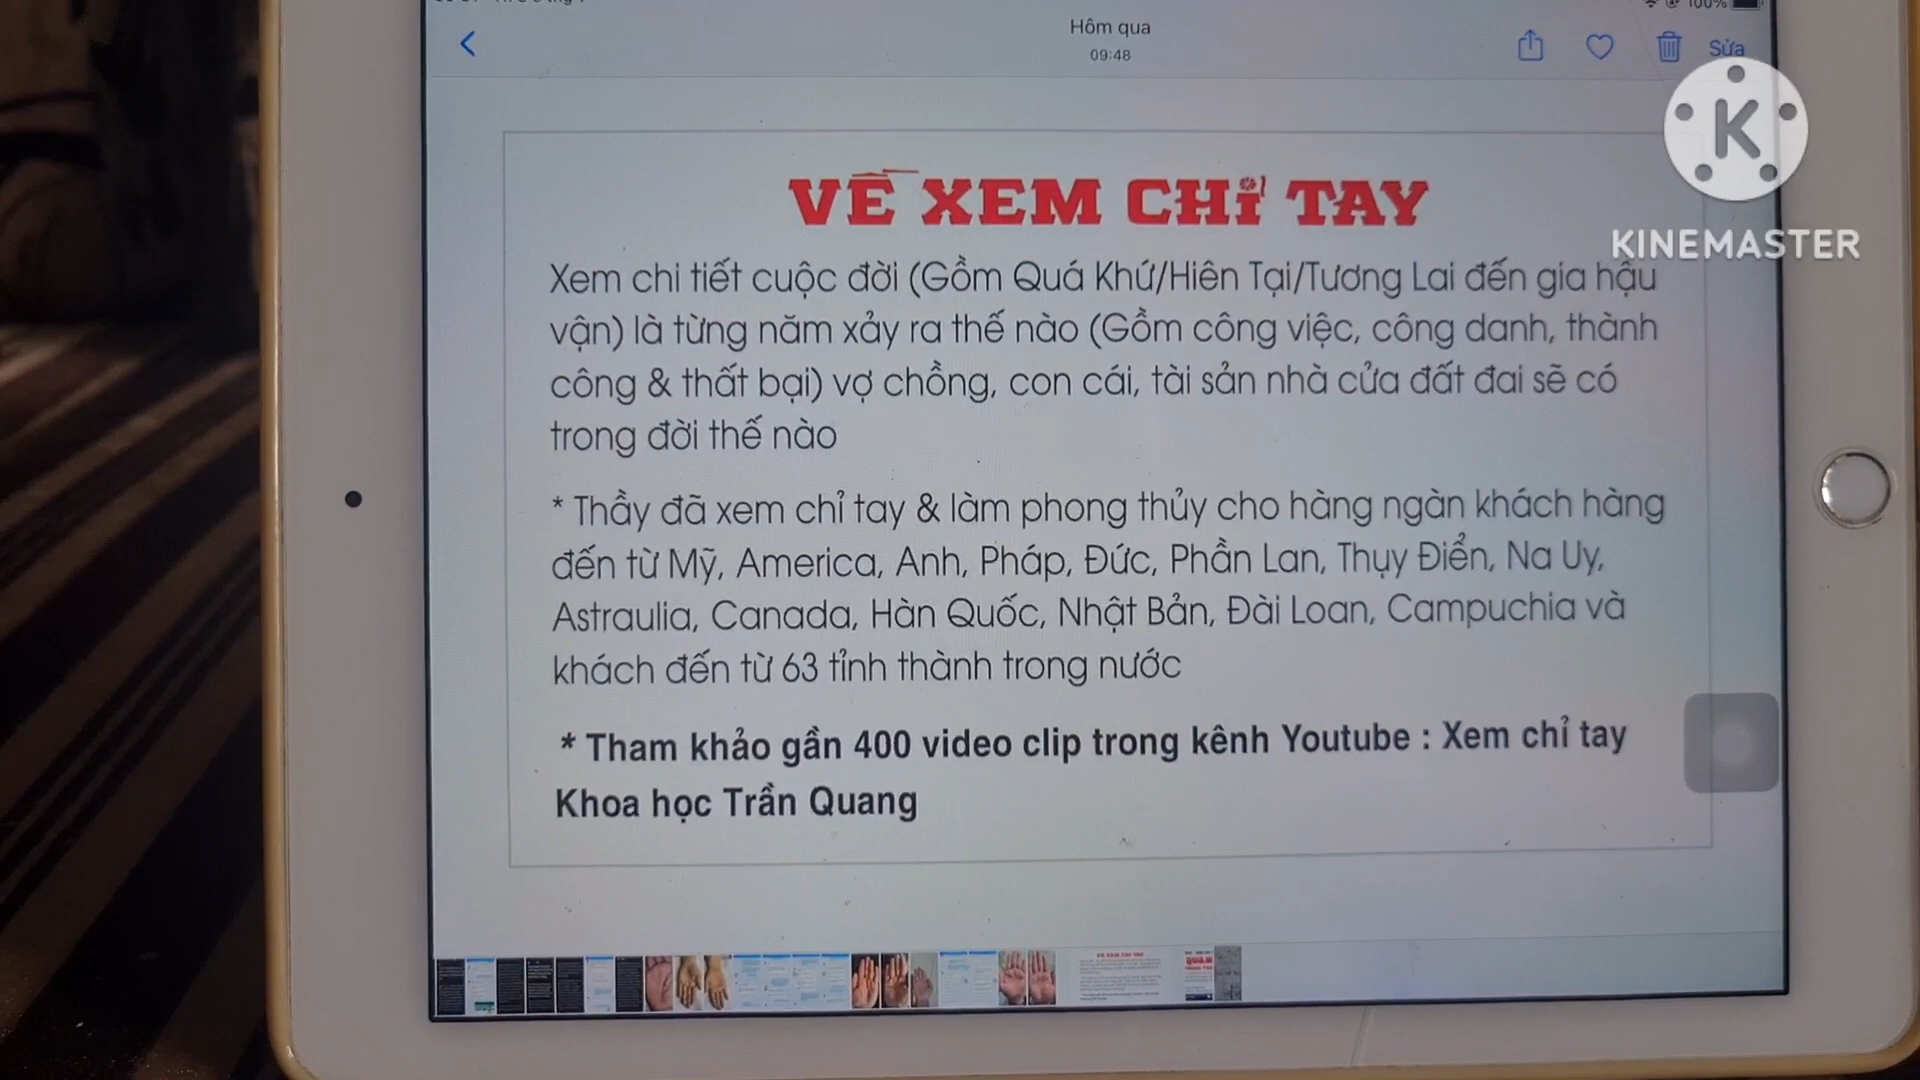 Hôm qua
09:48
100%
Sửa
K
KINEMASTER
VỀ XEM CHỈ TAY
Xem chi tiết cuộc đời (Gồm Quá Khứ/Hiên Tại/Tương Lai đến gia hậu
vận) là từng năm xảy ra thế nào (Gồm công việc, công danh, thành
công & thất bại) vợ chồng, con cái, tài sản nhà cửa đất đai sẽ có
trong đời thế nào
* Thầy đã xem chỉ tay & làm phong thủy cho hàng ngàn khách hàng
đến từ Mỹ, America, Anh, Pháp, Đức, Phần Lan, Thụy Điển, Na Uy,
Astraulia, Canada, Hàn Quốc, Nhật Bản, Đài Loan, Campuchia và
khách đến từ 63 tỉnh thành trong nước
* Tham khảo gần 400 video clip trong kênh Youtube : Xem chỉ tay
Khoa học Trần Quang